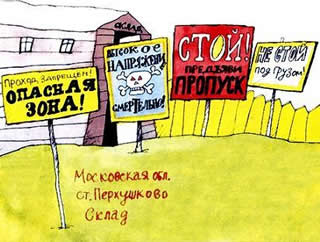 СКЛАД
ПРОХОД ЗАПРЕЩЕН!
ОПАСНАЯ
ЗОНА!
ВЫСОКОЕ
НАПРЯЖЕНИЕ
СМЕРТЕЛЬНО!
СТОЙ!
ПРЕДЪЯВИ
ПРОПУСК
НЕ СТОЙ
ПОД ГРУЗОМ!
Московская обл.
ст. Перхушково
Склад